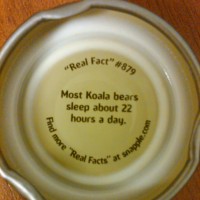 "Real Fact" #879
Most Koala bears
sleep about 22
hours a day.
Find more "Real Facts" at snapple.com